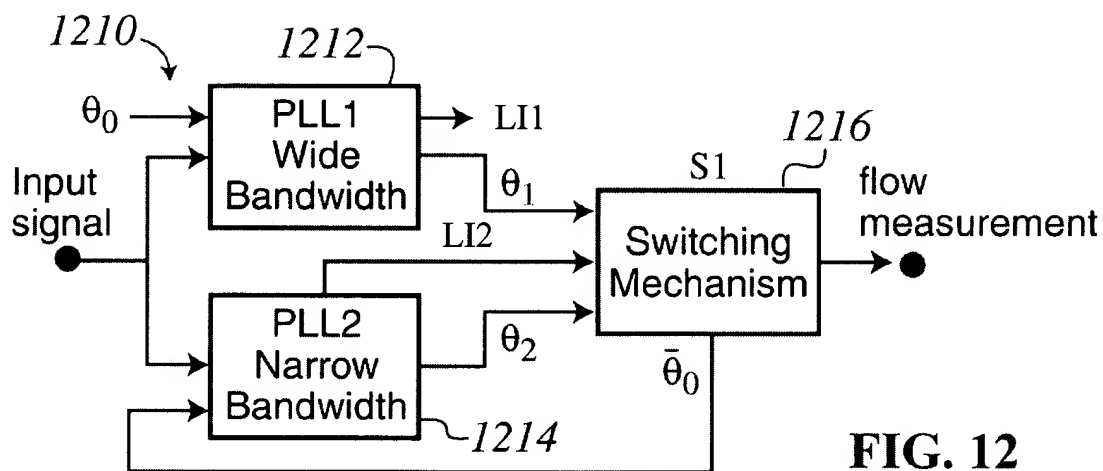 1210
1212
θ0
PLL1
Wide
Bandwidth
LI1
θ1
1216
S1
Input
signal
flow
measurement
LI2
Switching
Mechanism
PLL2
Narrow
Bandwidth
θ2
θ̄0
1214
FIG. 12